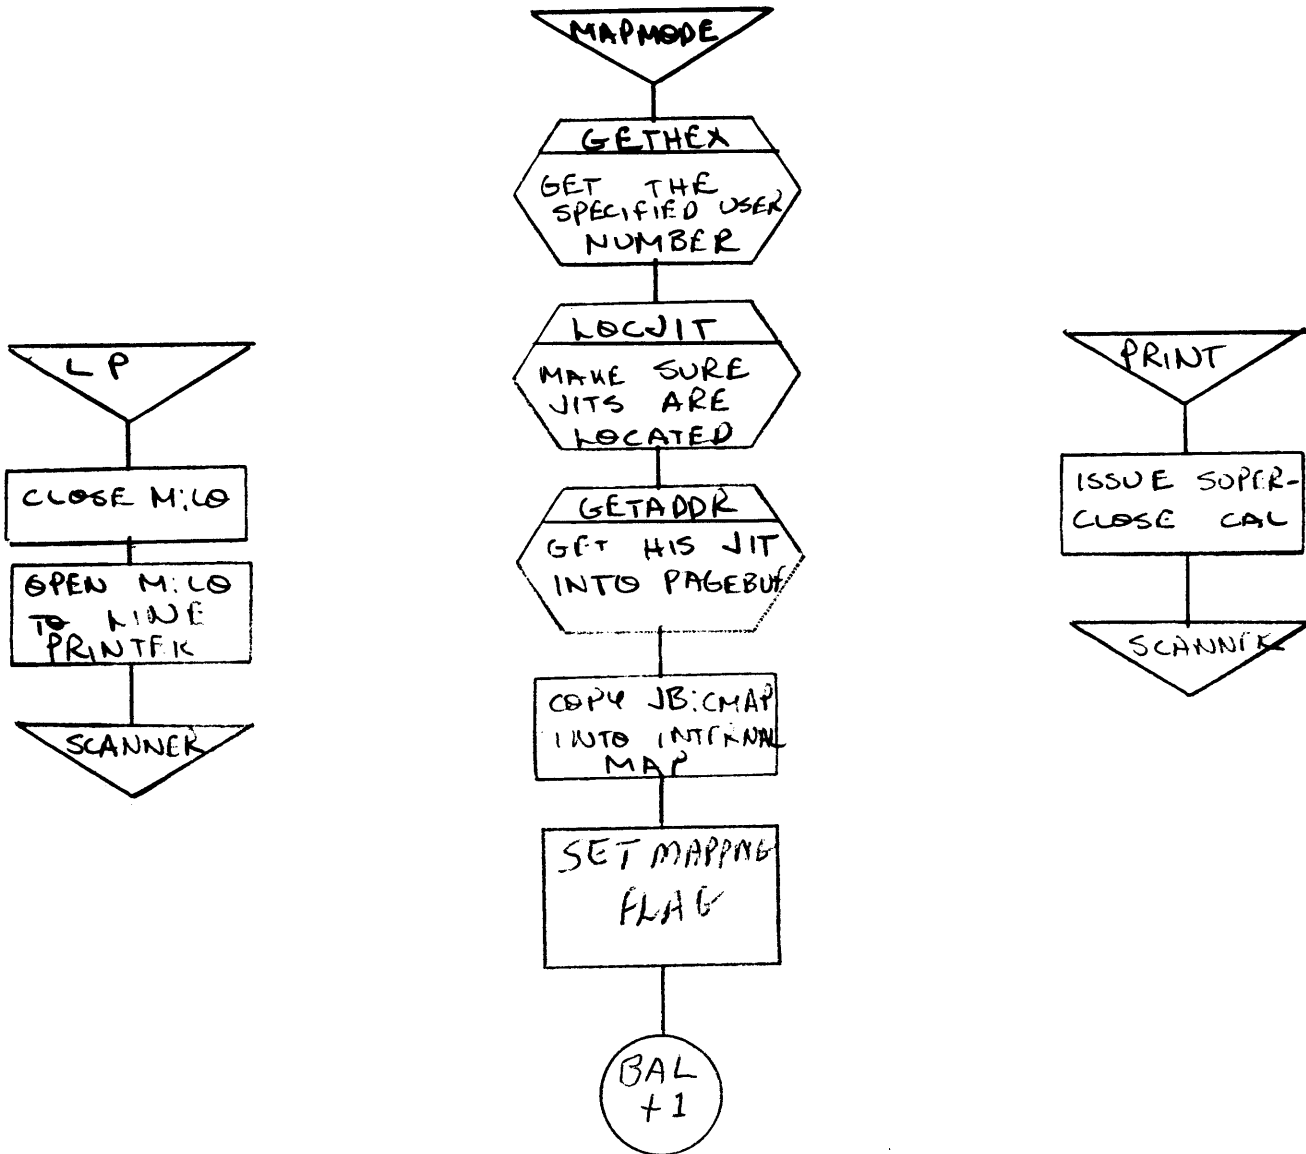 MAPMODE
GETHEX
GET THE
SPECIFIED USER
NUMBER
LOCJIT
MAKE SURE
JITS ARE
LOCATED
GETADDR
GET HIS JIT
INTO PAGEBUF
COPY JB:CMAP
INTO INTERNAL
MAP
SET MAPPING
FLAG
BAL
+1
LP
CLOSE M:LO
OPEN M:LO
TO LINE
PRINTER
SCANNER
PRINT
ISSUE SUPER-
CLOSE CAL
SCANNER